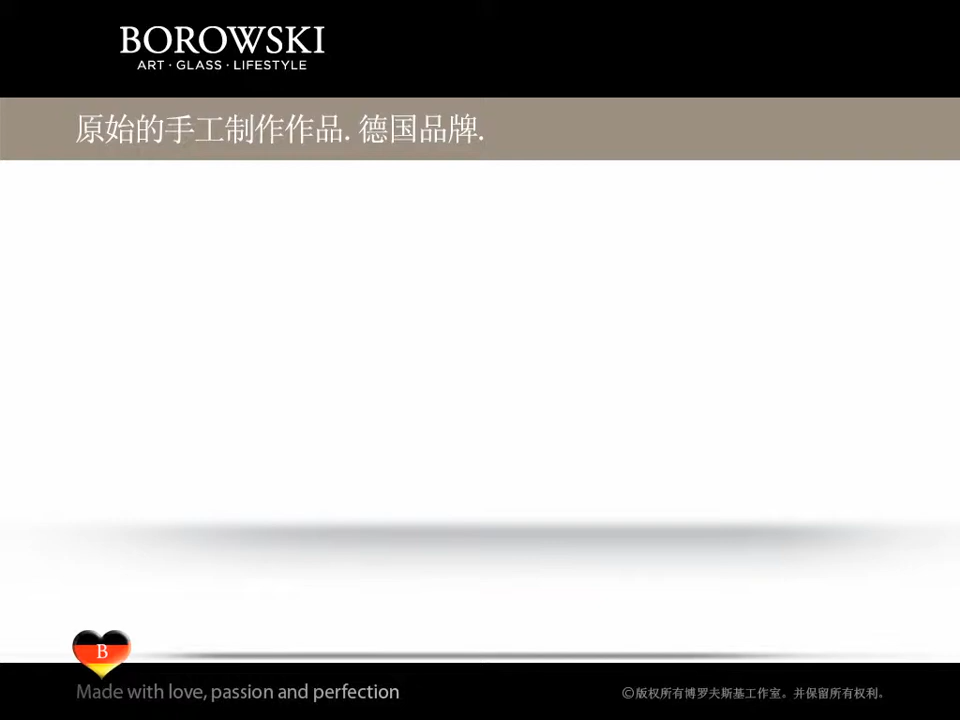 BOROWSKI
ART · GLASS · LIFESTYLE
原始的手工制作作品. 德国品牌.
B
Made with love, passion and perfection
©版权所有博罗夫斯基工作室。并保留所有权利。